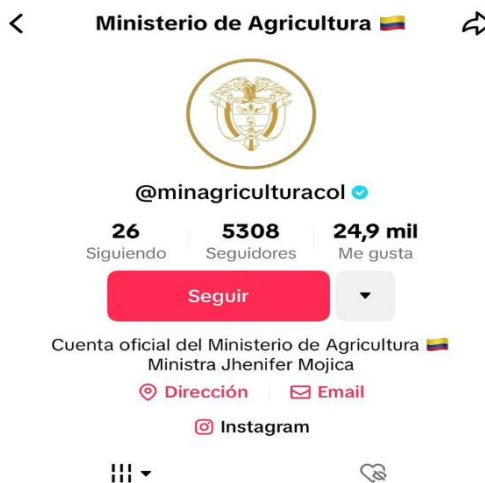 Ministerio de Agricultura 🇨🇴
@minagriculturacol
26 5308 24,9 mil
Siguiendo Seguidores Me gusta
Seguir
Cuenta oficial del Ministerio de Agricultura 🇨🇴
Ministra Jhenifer Mojica
Dirección Email
Instagram